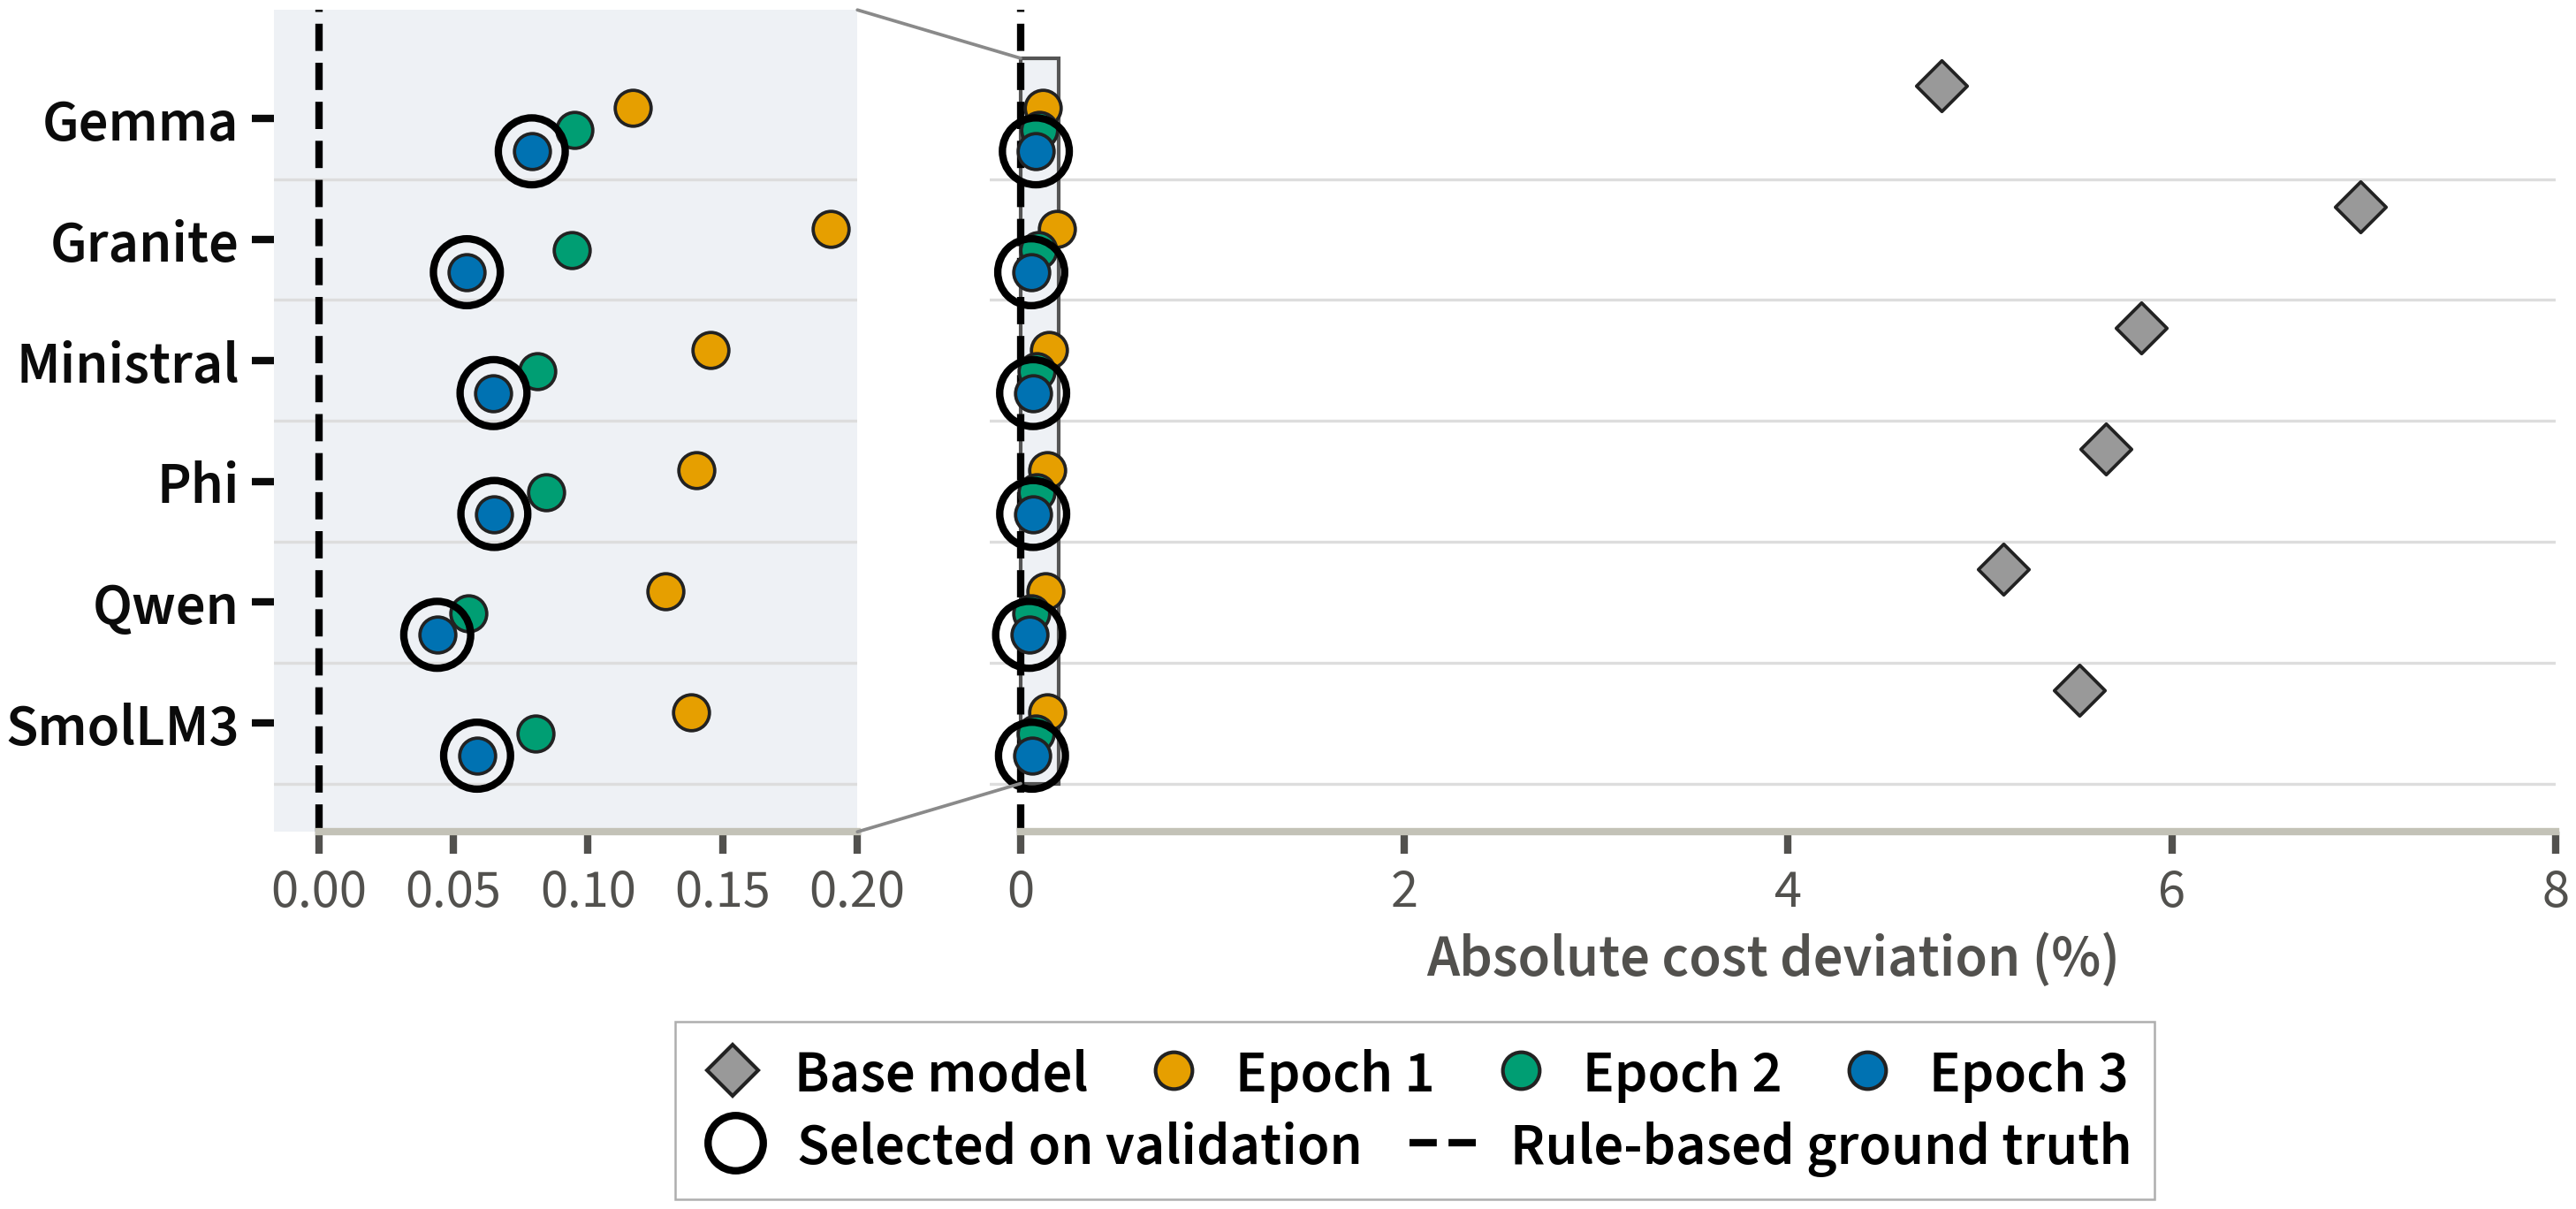 Gemma
Granite
Ministral
Phi
Qwen
SmolLM3
0.00 0.05 0.10 0.15 0.20 0 2 4 6 8
Absolute cost deviation (%)
Base model Epoch 1 Epoch 2 Epoch 3
Selected on validation Rule-based ground truth